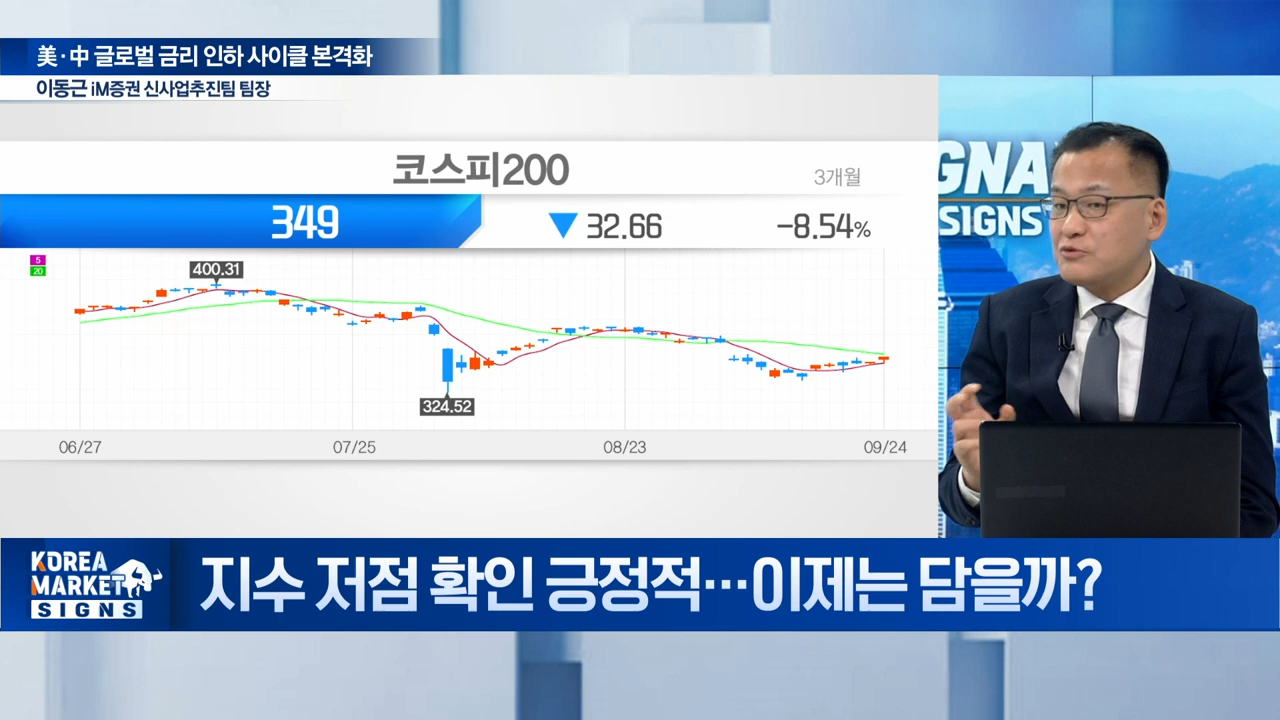 美·中 글로벌 금리 인하 사이클 본격화
이동근 iM증권 신사업추진팀 팀장
코스피200
3개월
349 ▼ 32.66 -8.54%
5
20
400.31
324.52
06/27 07/25 08/23 09/24
GNA
SIGNS
KOREA
MARKET
SIGNS
지수 저점 확인 긍정적…이제는 담을까?